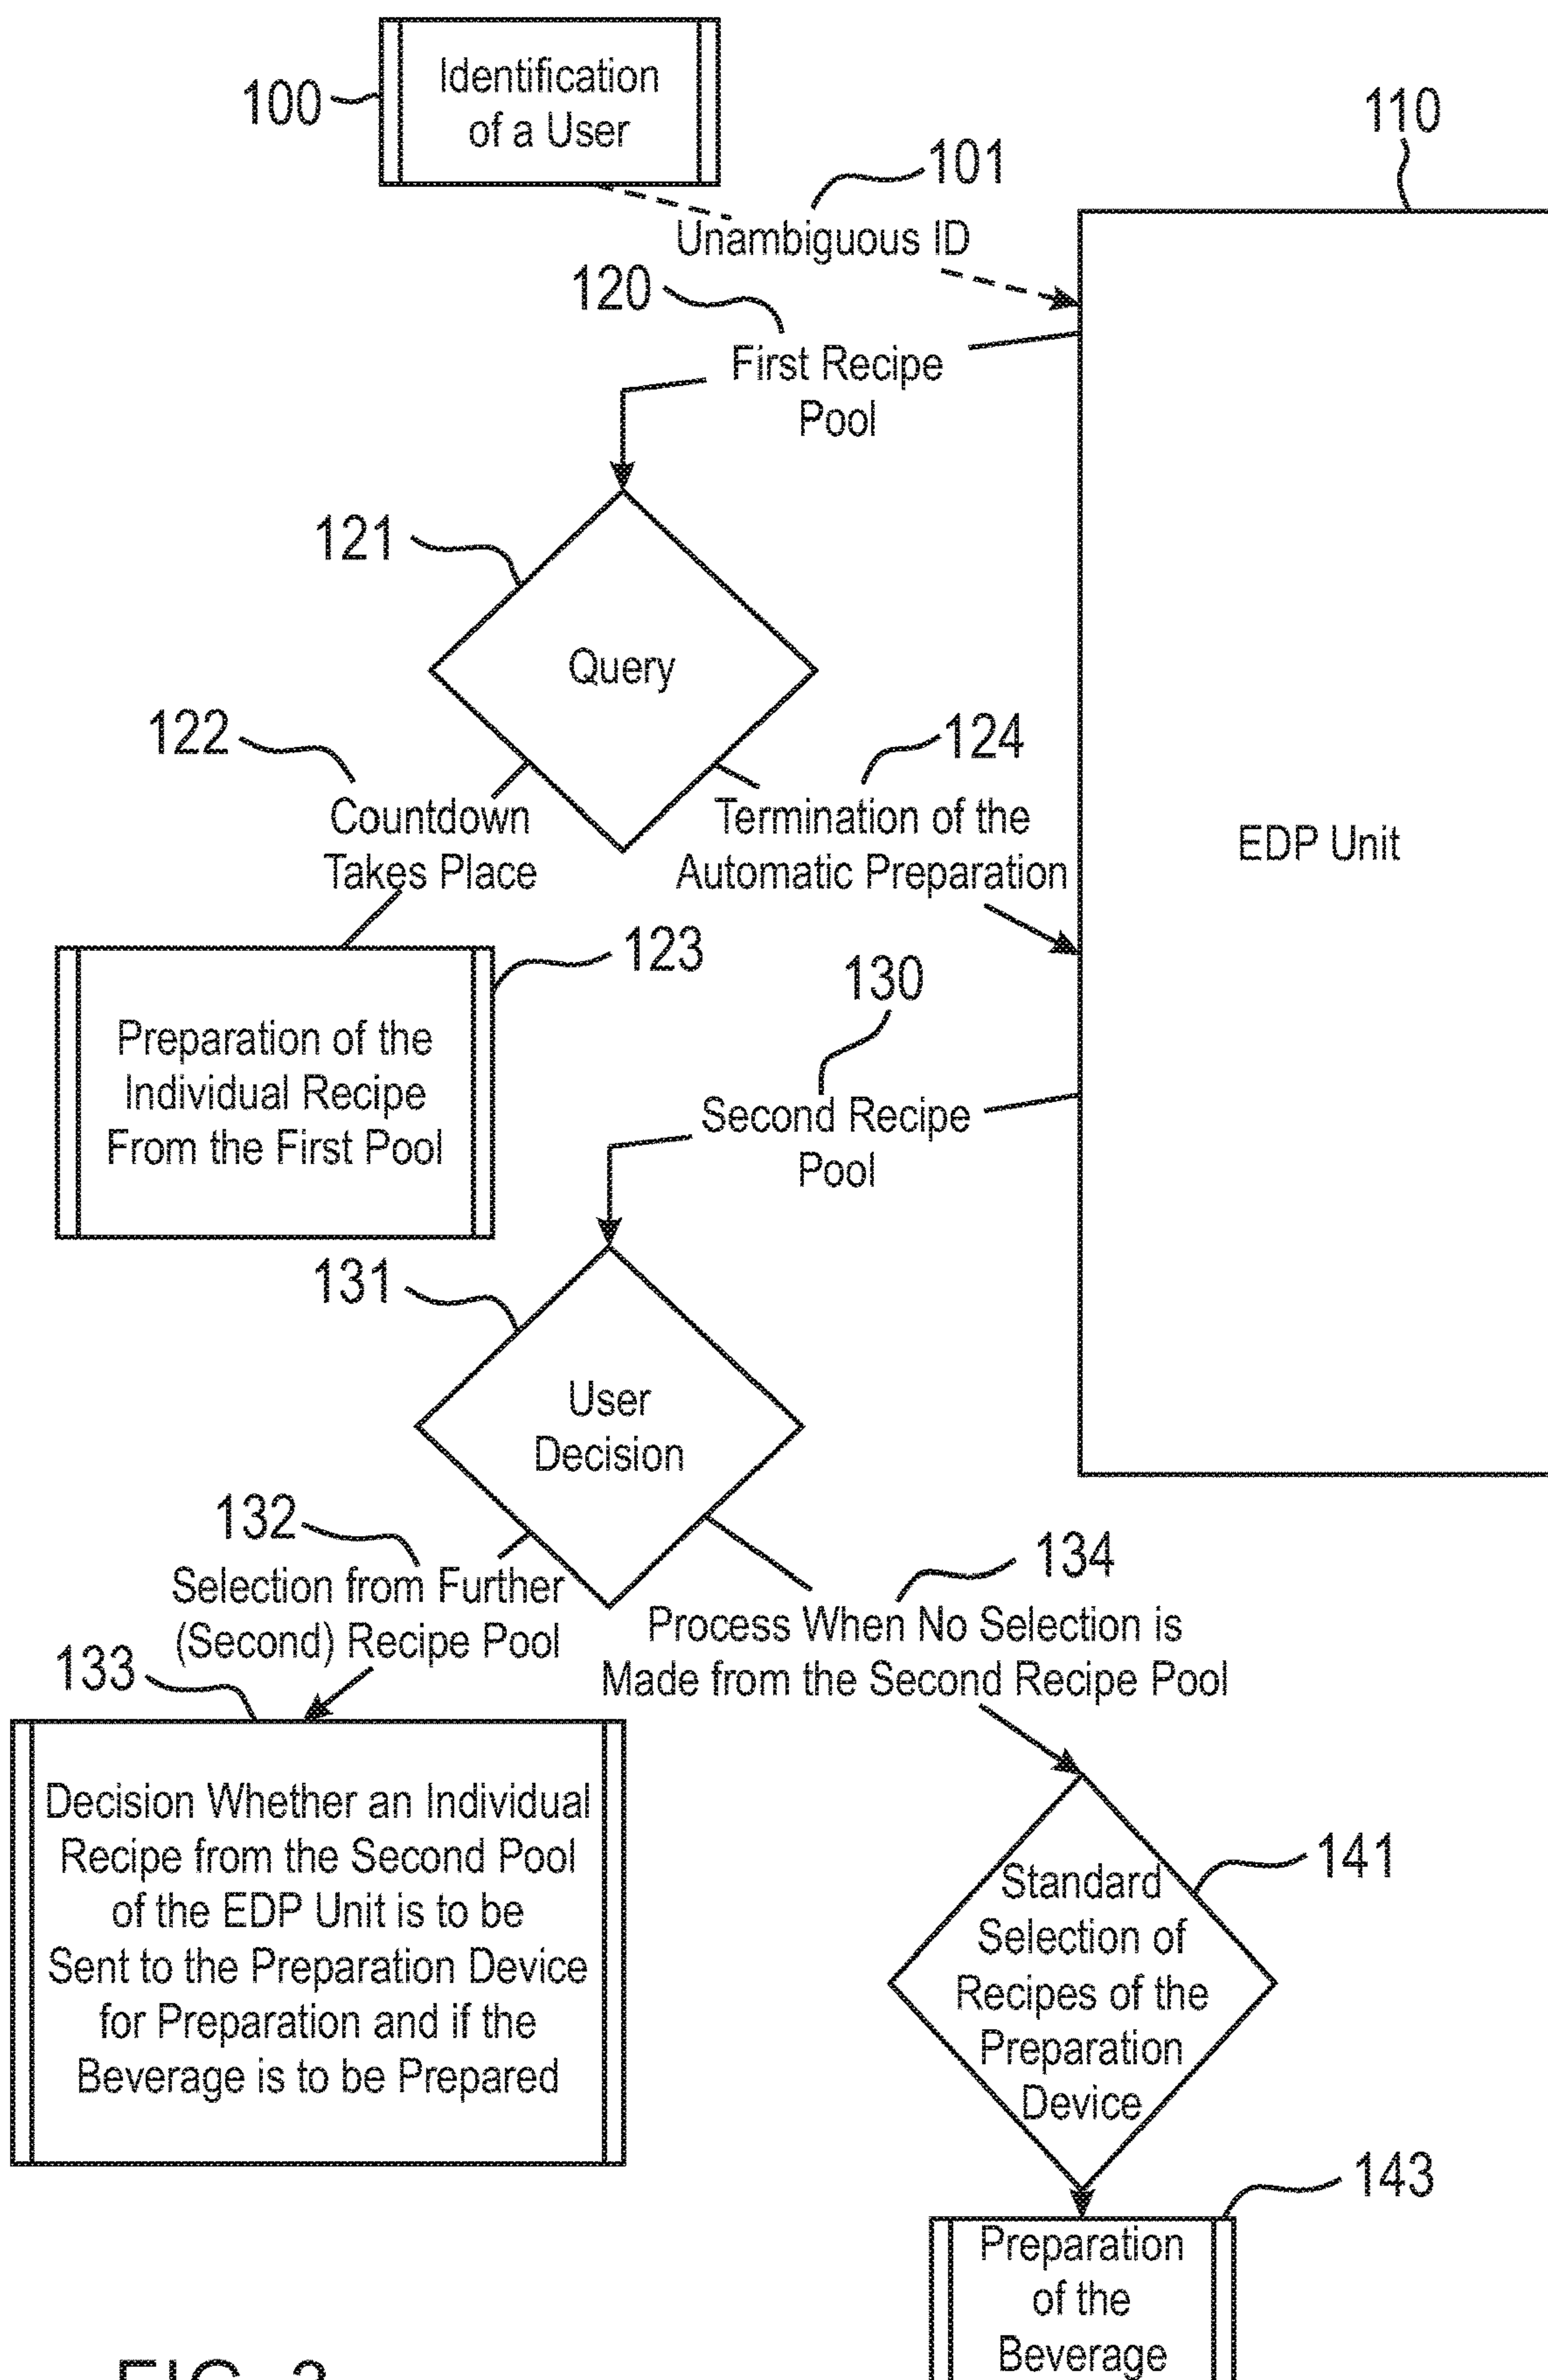 100
Identification
of a User
110
101
Unambiguous ID
120
First Recipe
Pool
121
Query
122
124
Countdown
Takes Place
Termination of the
Automatic Preparation
EDP Unit
123
130
Preparation of the
Individual Recipe
From the First Pool
Second Recipe
Pool
131
User
Decision
132
134
Selection from Further
(Second) Recipe Pool
Process When No Selection is
Made from the Second Recipe Pool
133
Decision Whether an Individual
Recipe from the Second Pool
of the EDP Unit is to be
Sent to the Preparation Device
for Preparation and if the
Beverage is to be Prepared
141
Standard
Selection of
Recipes of the
Preparation
Device
143
Preparation
of the
Beverage